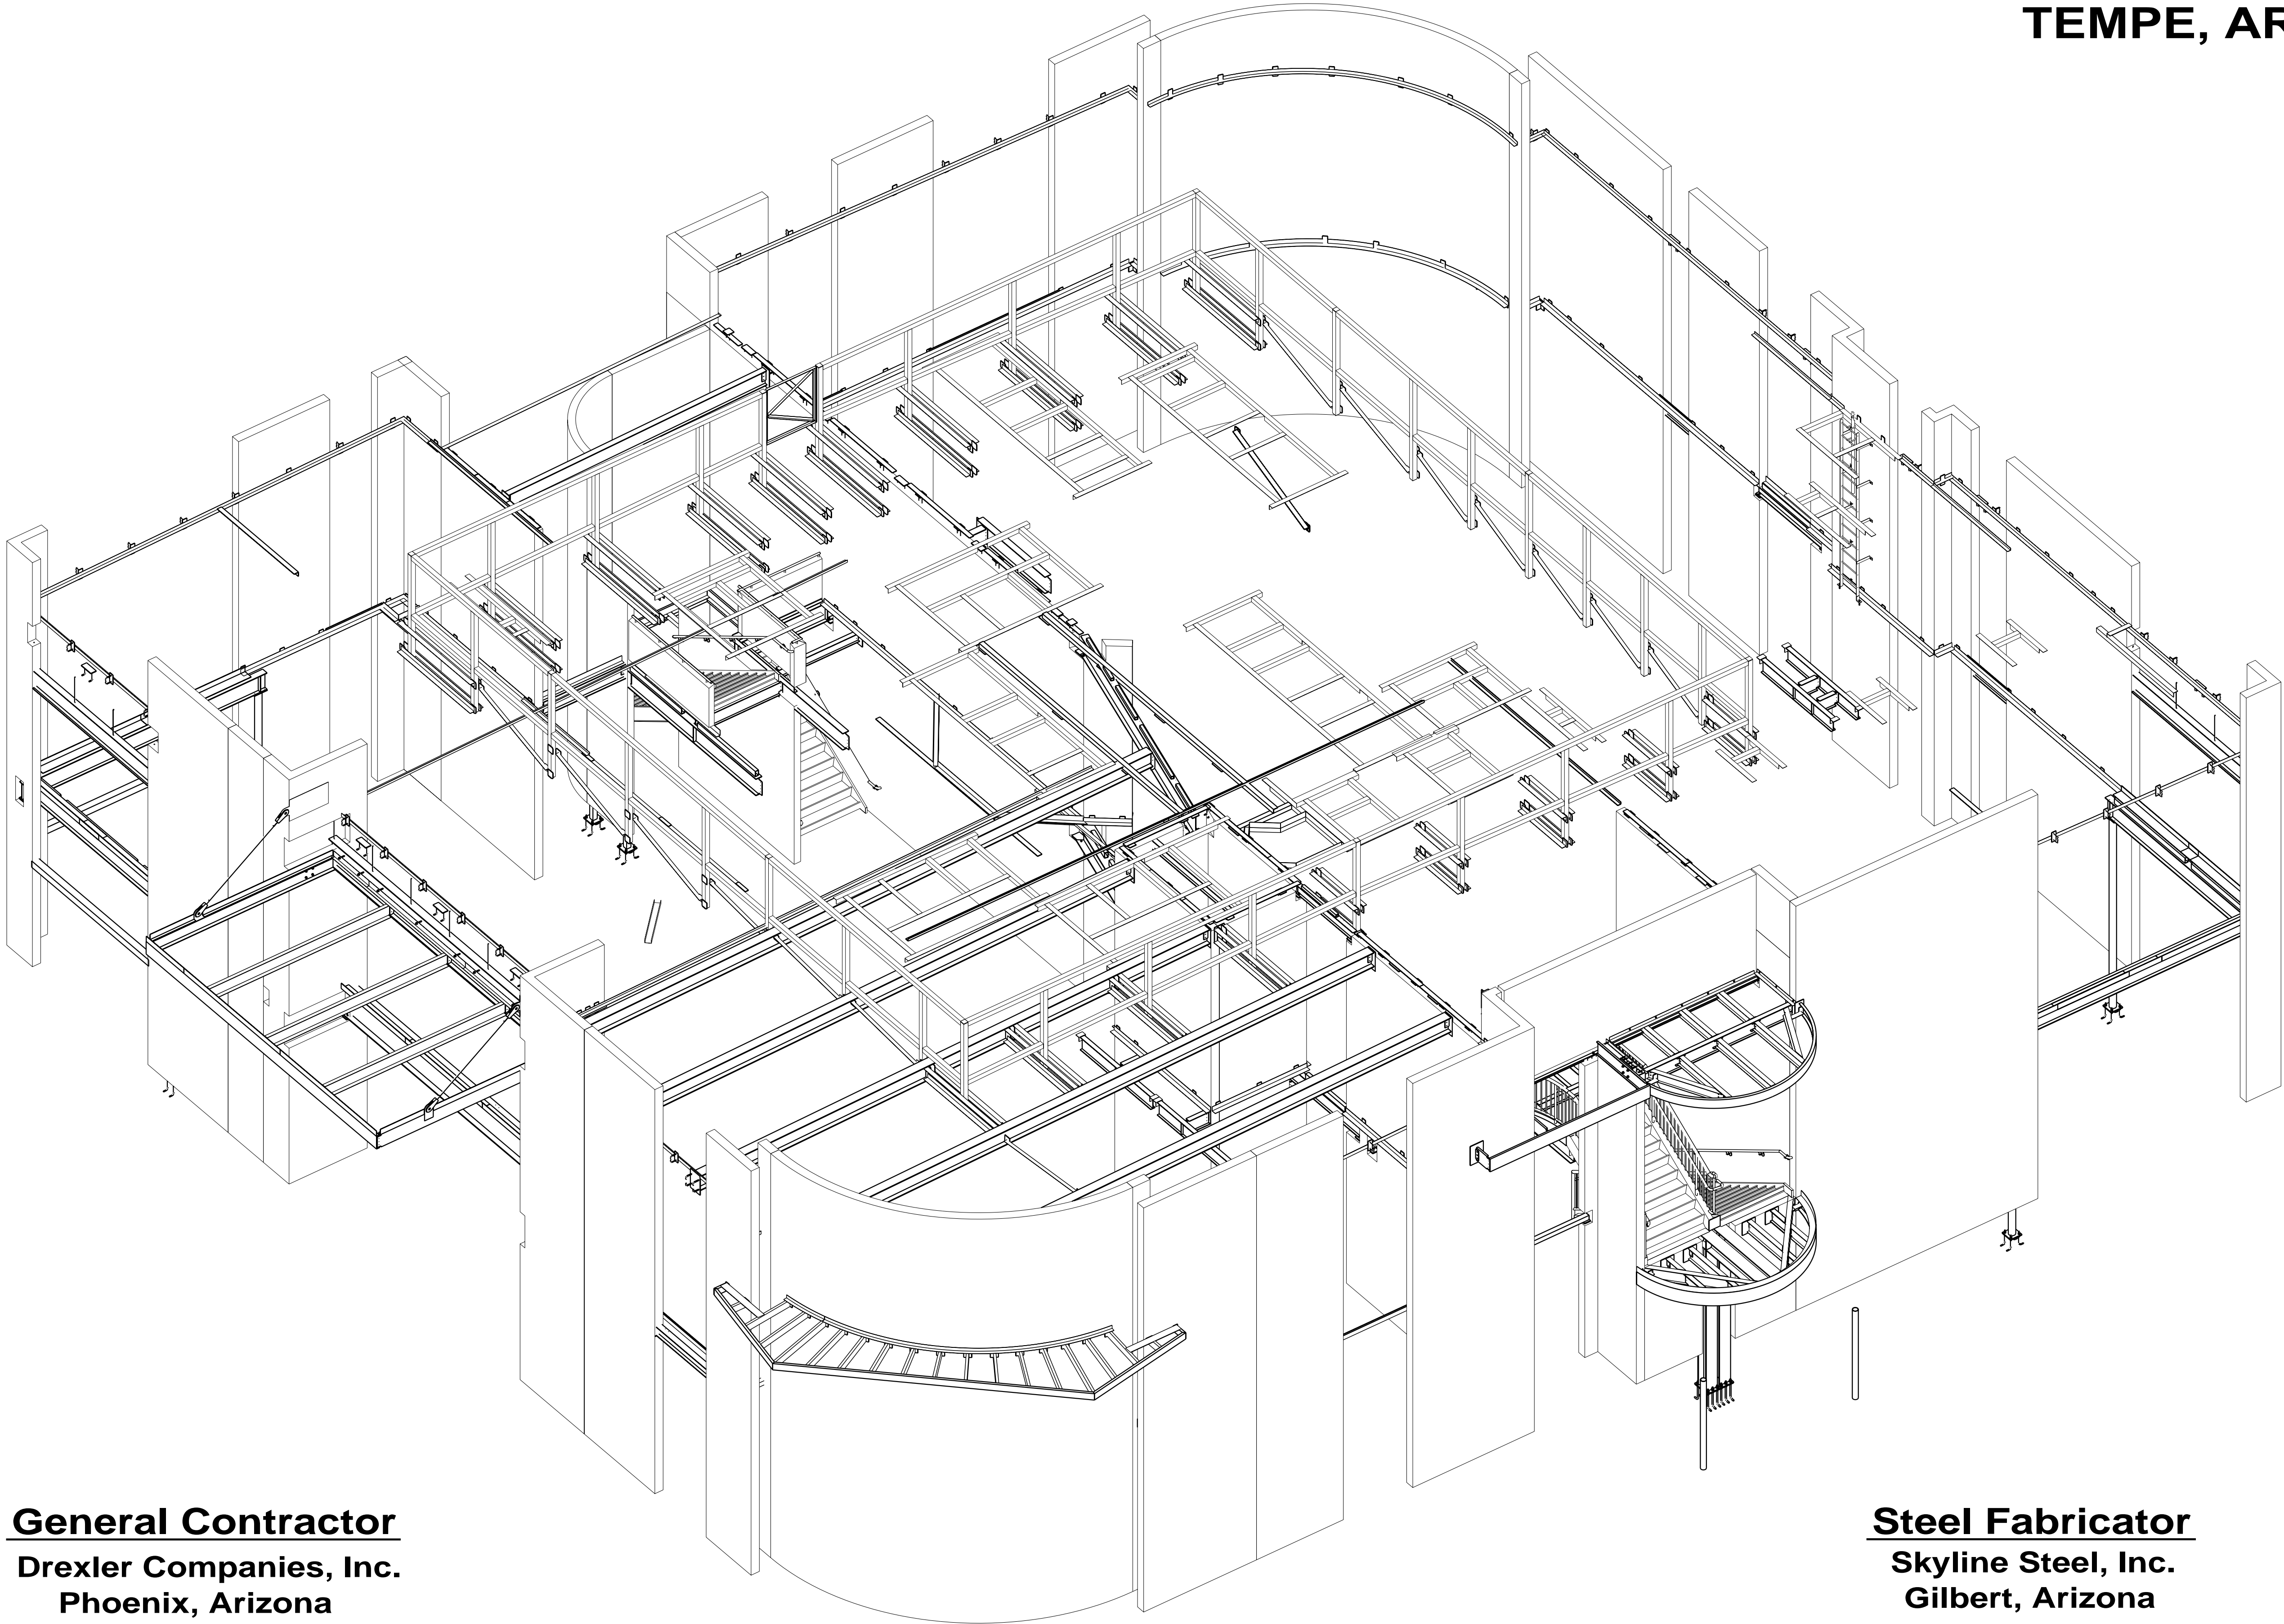 TEMPE, AR
General Contractor
Drexler Companies, Inc.
Phoenix, Arizona
Steel Fabricator
Skyline Steel, Inc.
Gilbert, Arizona